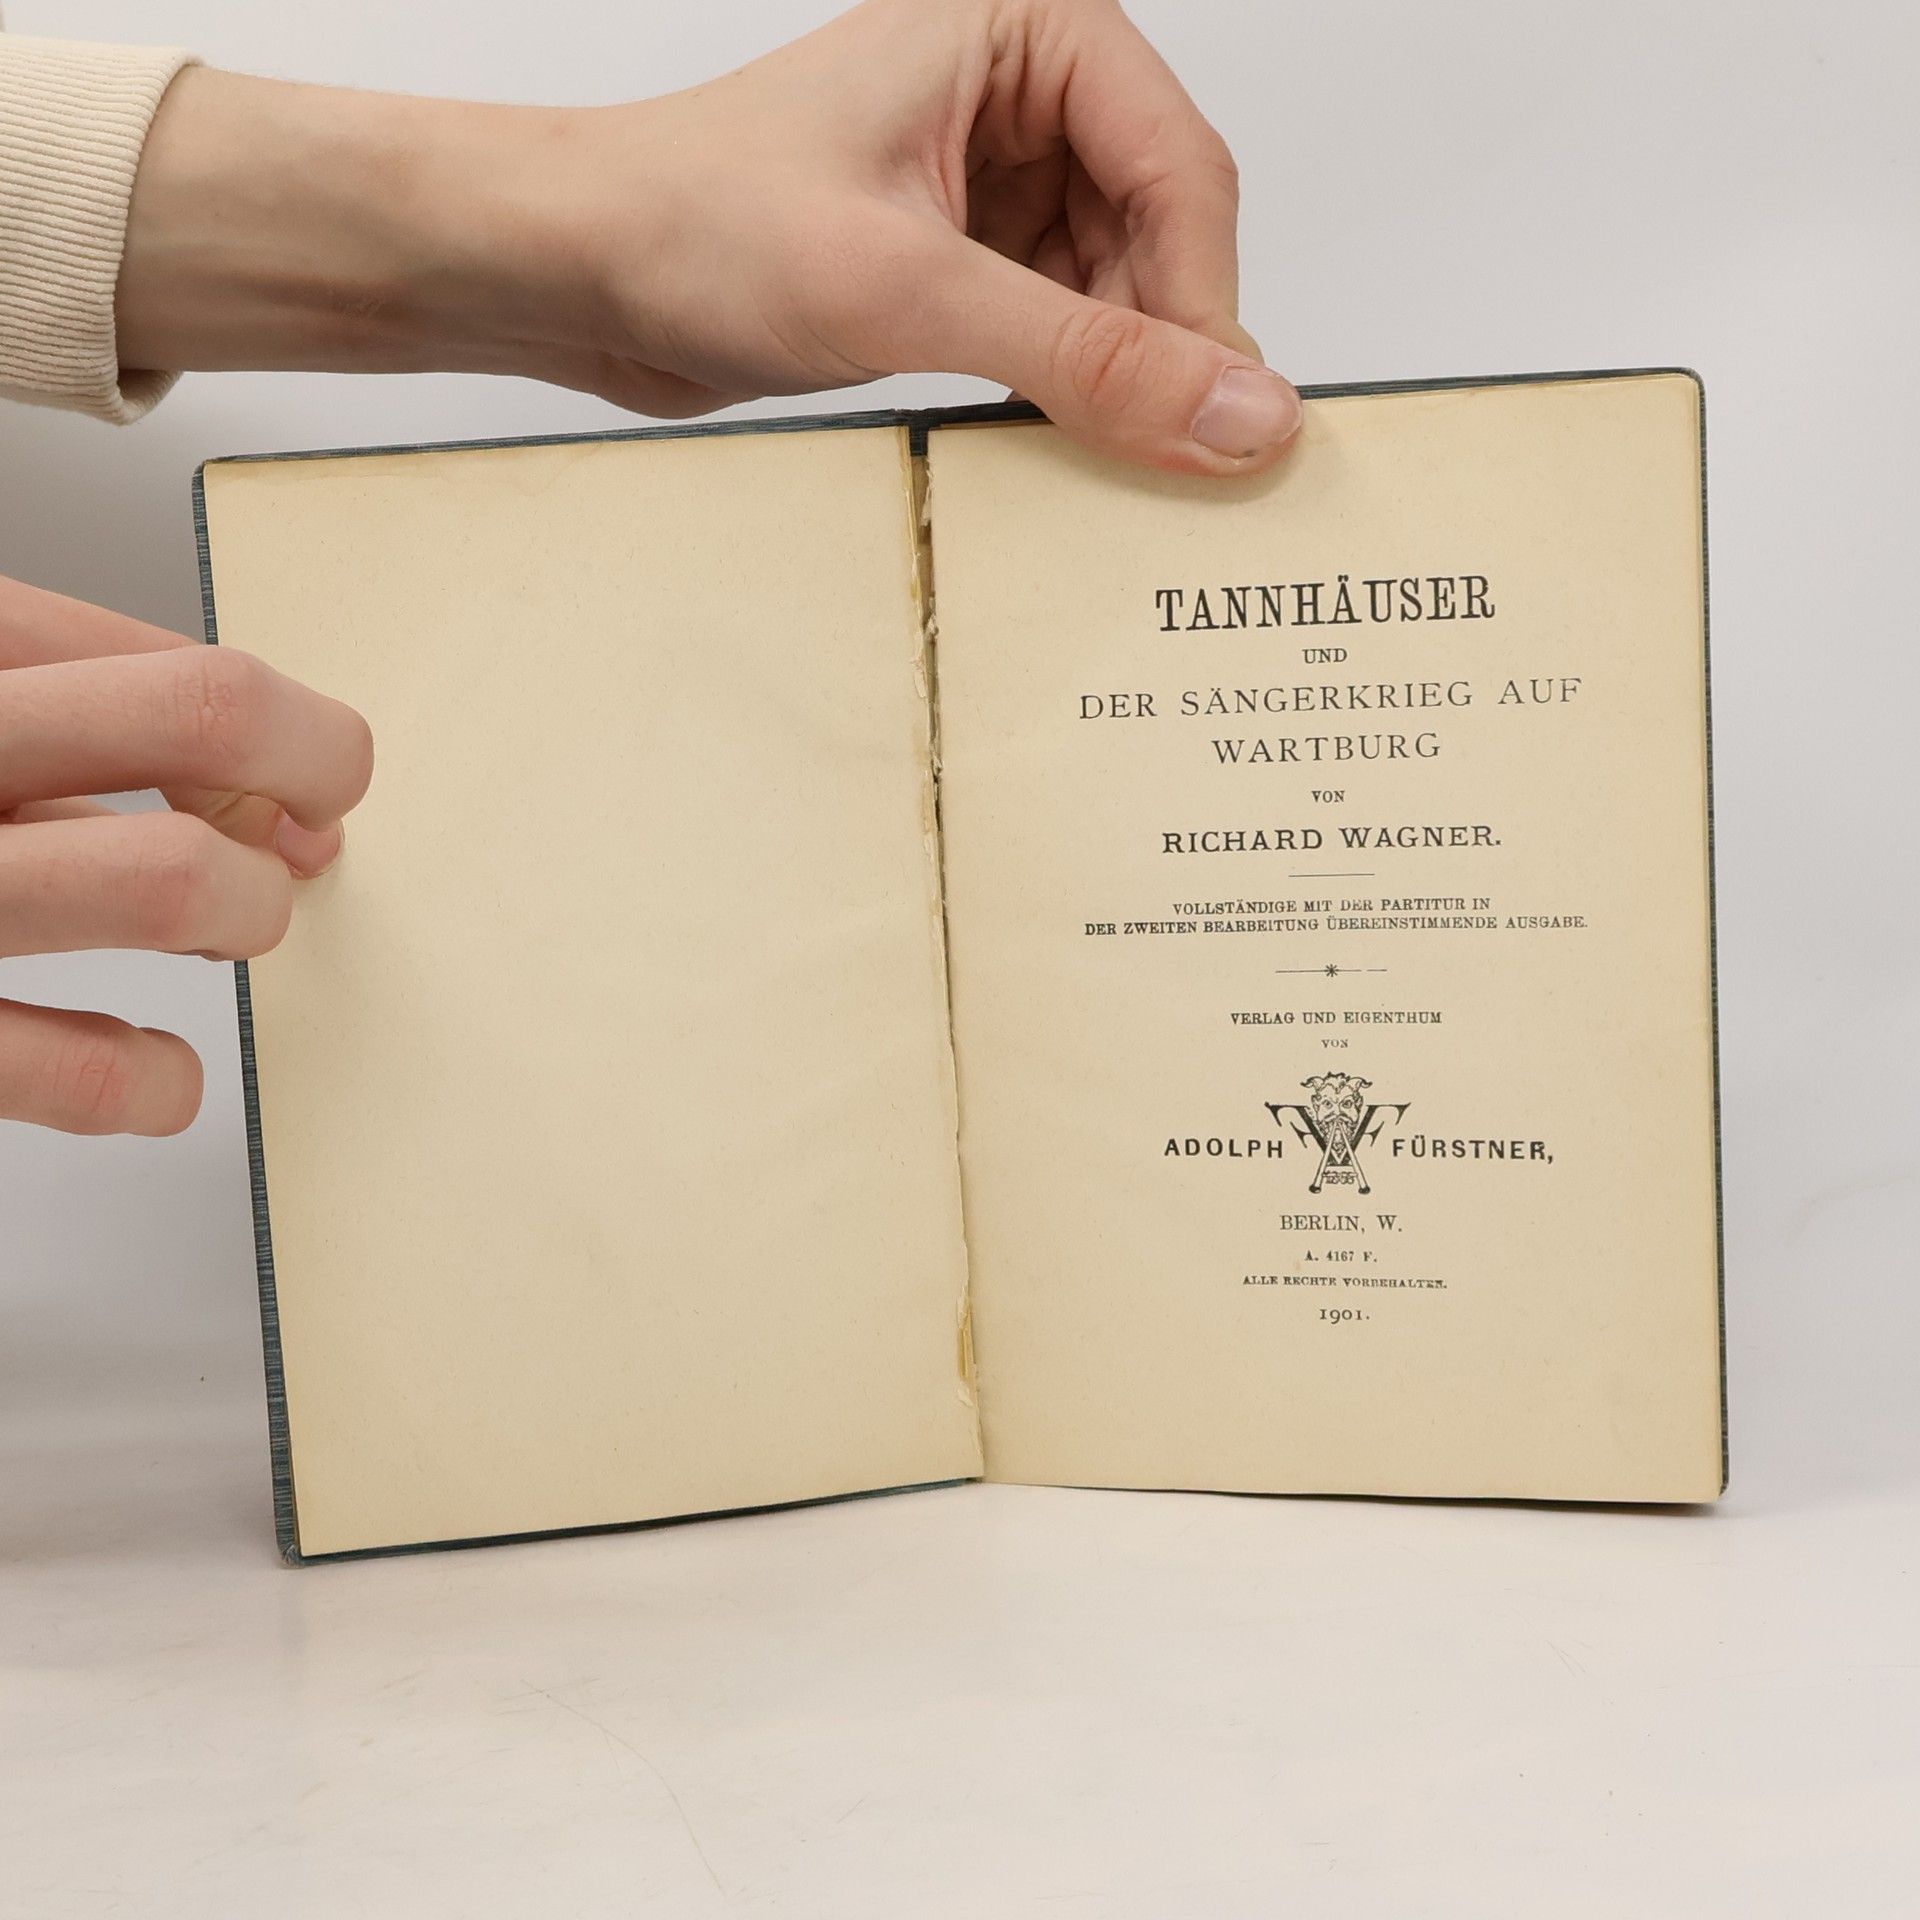 TANNHÄUSER
UND
DER SÄNGERKRIEG AUF
WARTBURG
VON
RICHARD WAGNER.
VOLLSTÄNDIGE MIT DER PARTITUR IN
DER ZWEITEN BEARBEITUNG ÜBEREINSTIMMENDE AUSGABE.
VERLAG UND EIGENTHUM
VON
ADOLPH FÜRSTNER,
BERLIN, W.
A. 4167 F.
ALLE RECHTE VORBEHALTEN.
1901.